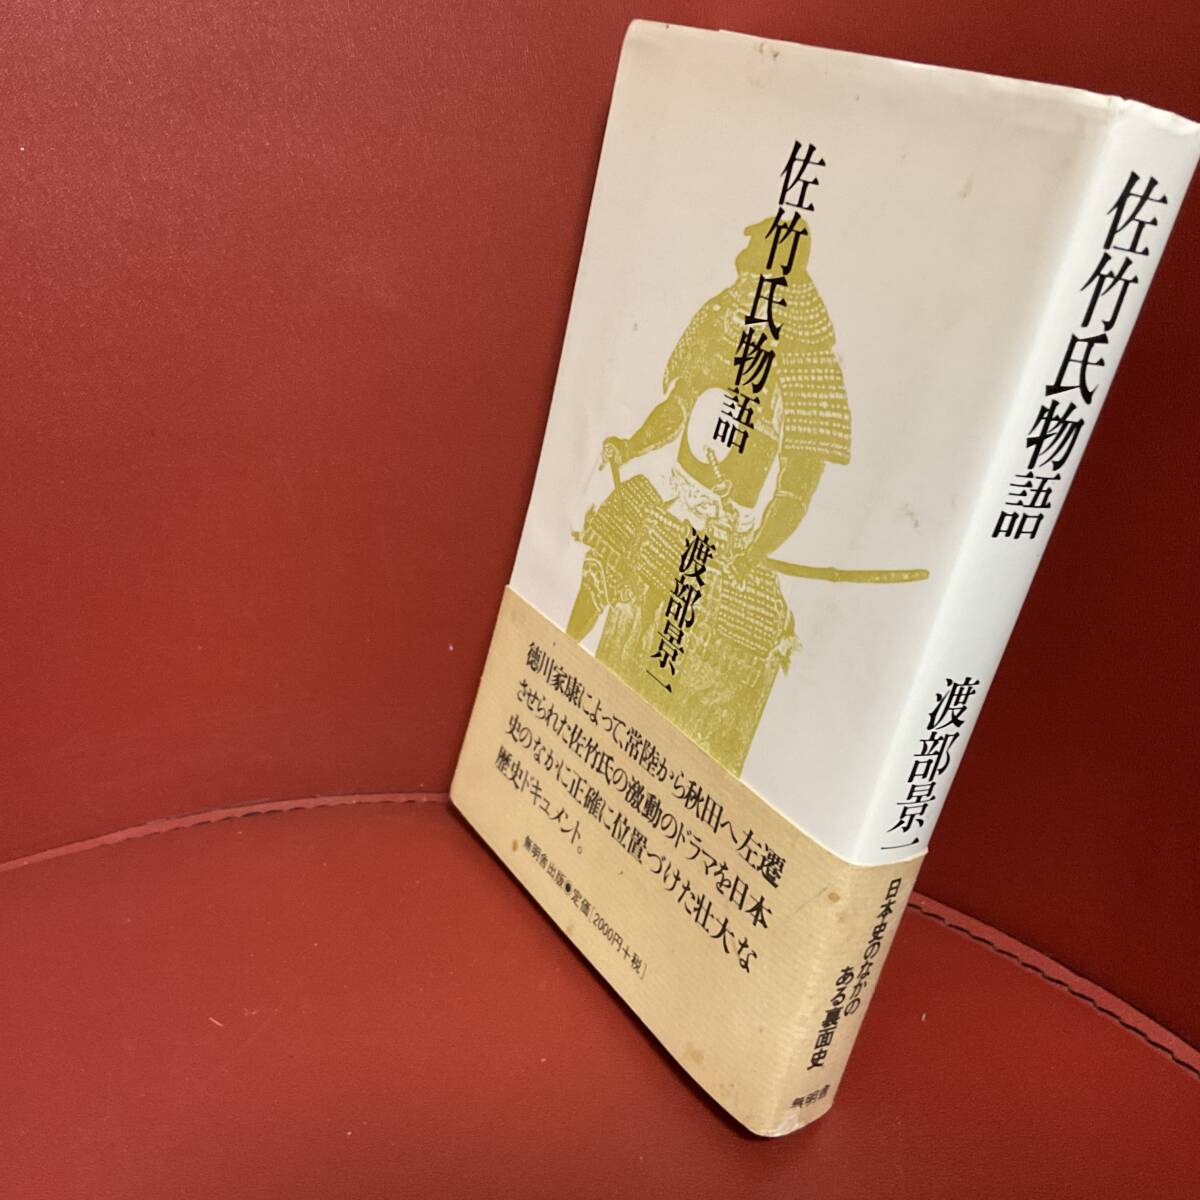 佐竹氏物語
渡部景一
徳川家康によって、常陸から秋田へ左遷
させられた佐竹氏の激動のドラマを日本
史のなかに正確に位置づけた壮大な
歴史ドキュメント。
無明舎出版●定価[2000円+税]
佐竹氏物語
渡部景一
日本史のなかの
ある裏面史
無明舎